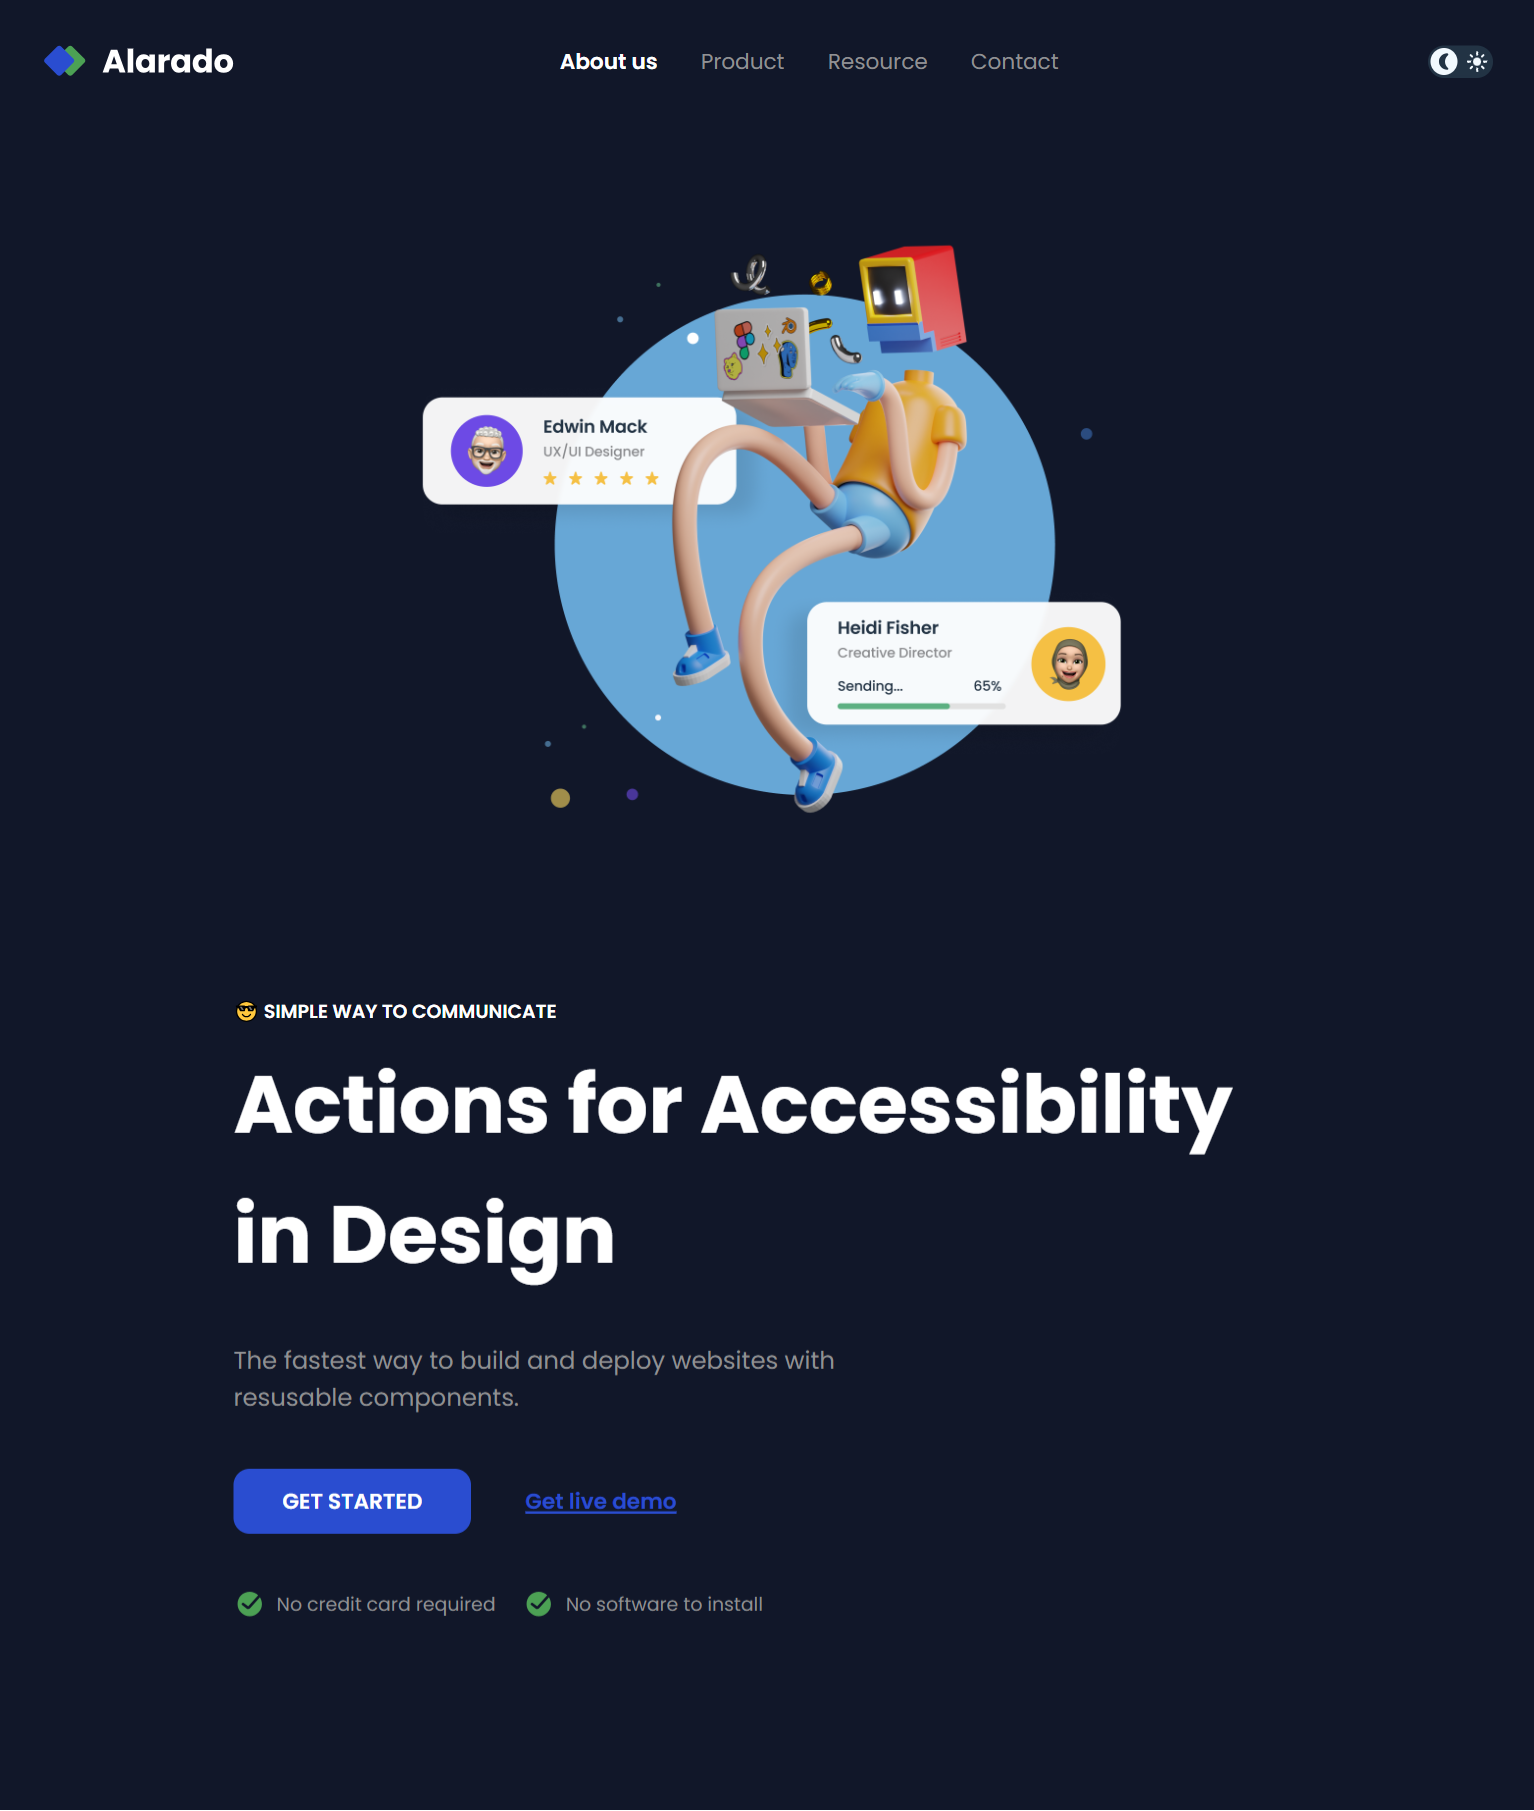 Alarado
About us Product Resource Contact
Edwin Mack
UX/UI Designer
Heidi Fisher
Creative Director
Sending... 65%
😎 SIMPLE WAY TO COMMUNICATE
Actions for Accessibility
in Design
The fastest way to build and deploy websites with
resusable components.
GET STARTED Get live demo
No credit card required No software to install